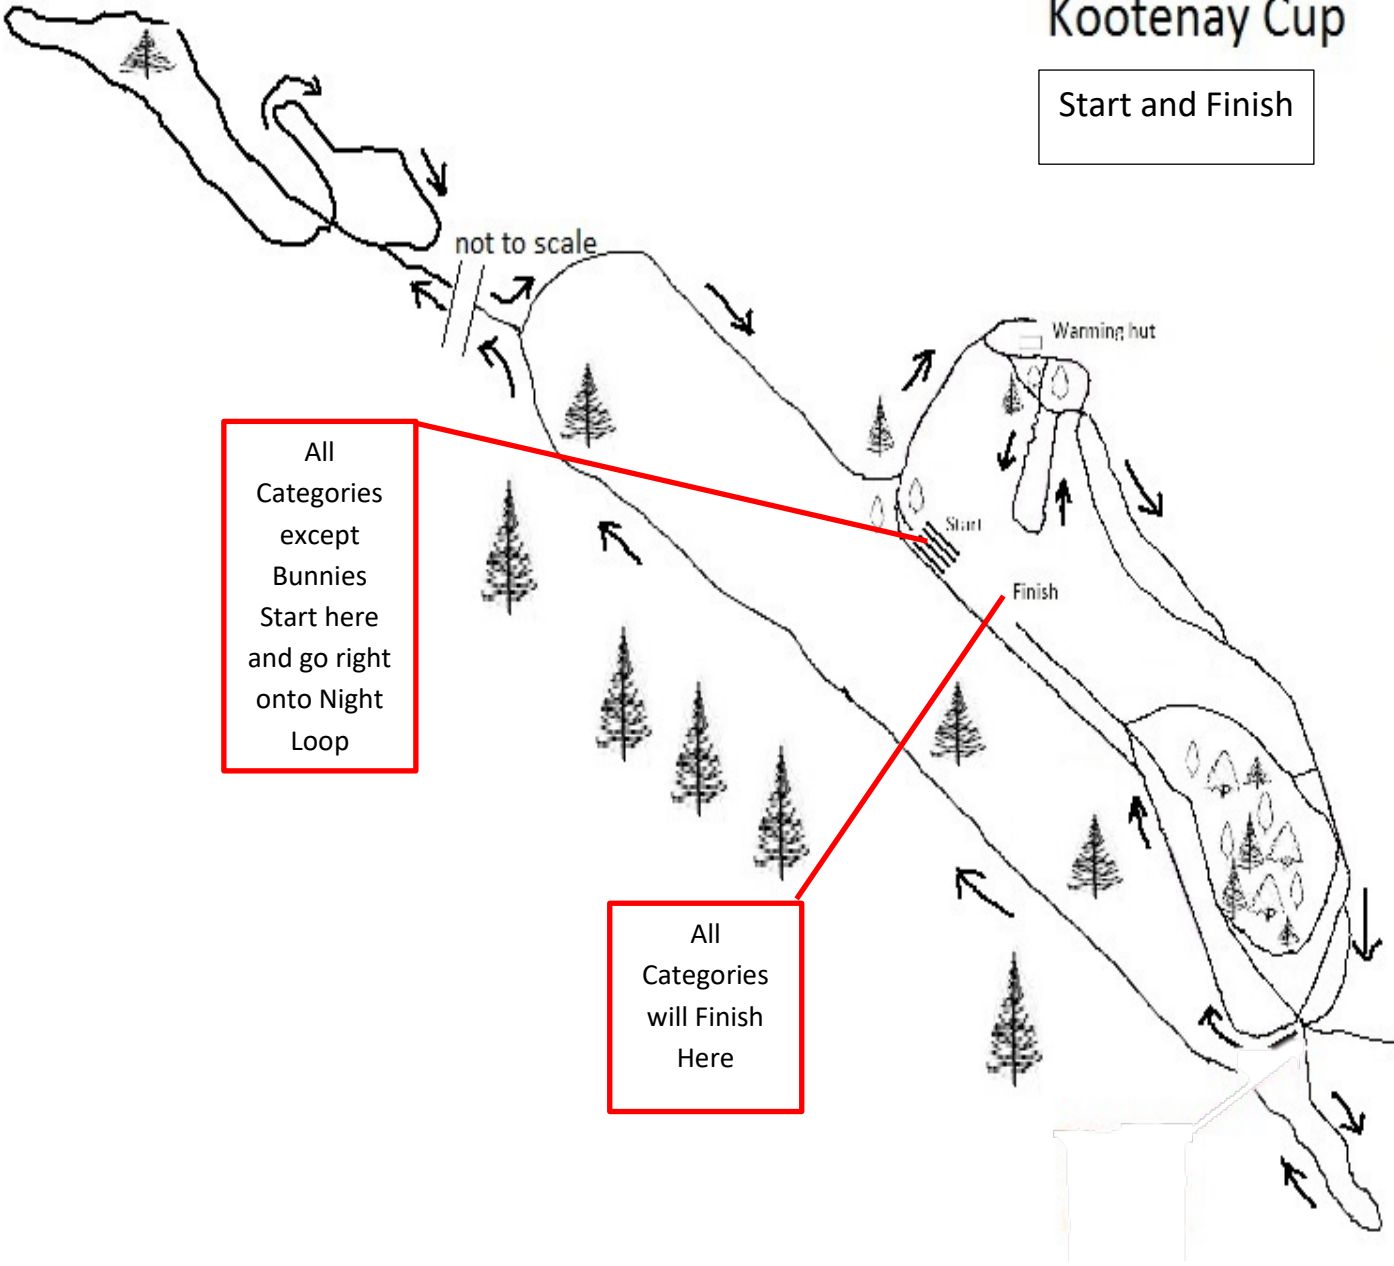 Kootenay Cup
Start and Finish
not to scale
Warming hut
Start
Finish
All
Categories
except
Bunnies
Start here
and go right
onto Night
Loop
All
Categories
will Finish
Here